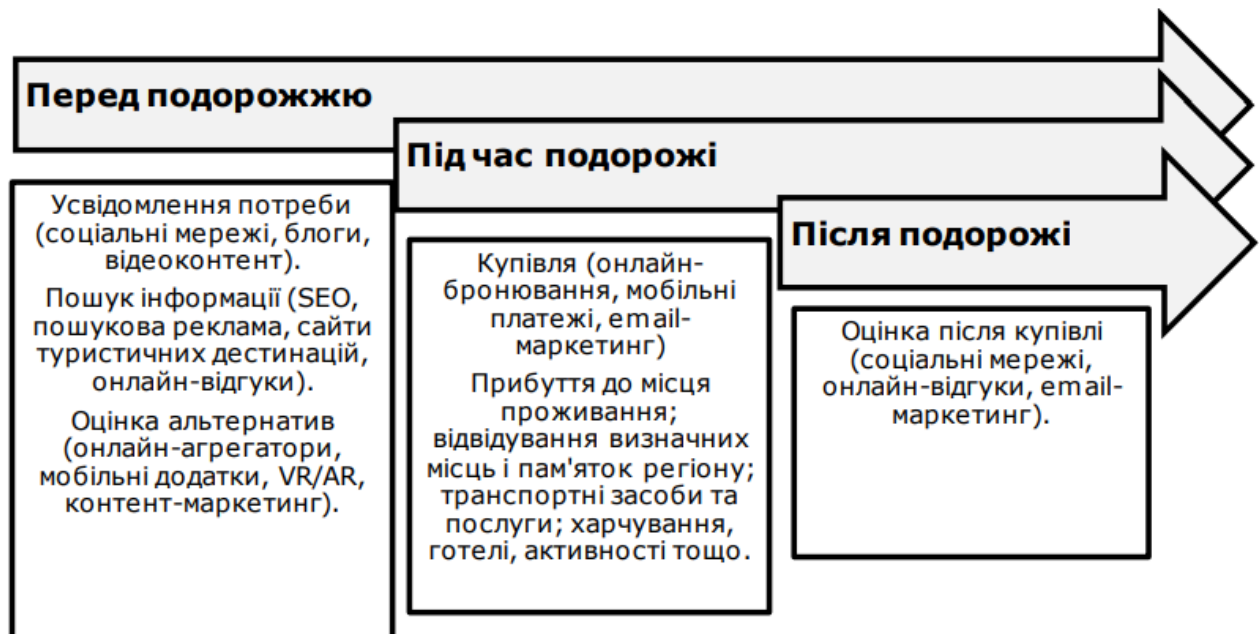 Перед подорожжю
Усвідомлення потреби
(соціальні мережі, блоги,
відеоконтент).
Пошук інформації (SEO,
пошукова реклама, сайти
туристичних дестинацій,
онлайн-відгуки).
Оцінка альтернатив
(онлайн-агрегатори,
мобільні додатки, VR/AR,
контент-маркетинг).
Під час подорожі
Купівля (онлайн-
бронювання, мобільні
платежі, email-
маркетинг)
Прибуття до місця
проживання;
відвідування визначних
місць і пам'яток регіону;
транспортні засоби та
послуги; харчування,
готелі, активності тощо.
Після подорожі
Оцінка після купівлі
(соціальні мережі,
онлайн-відгуки, email-
маркетинг).